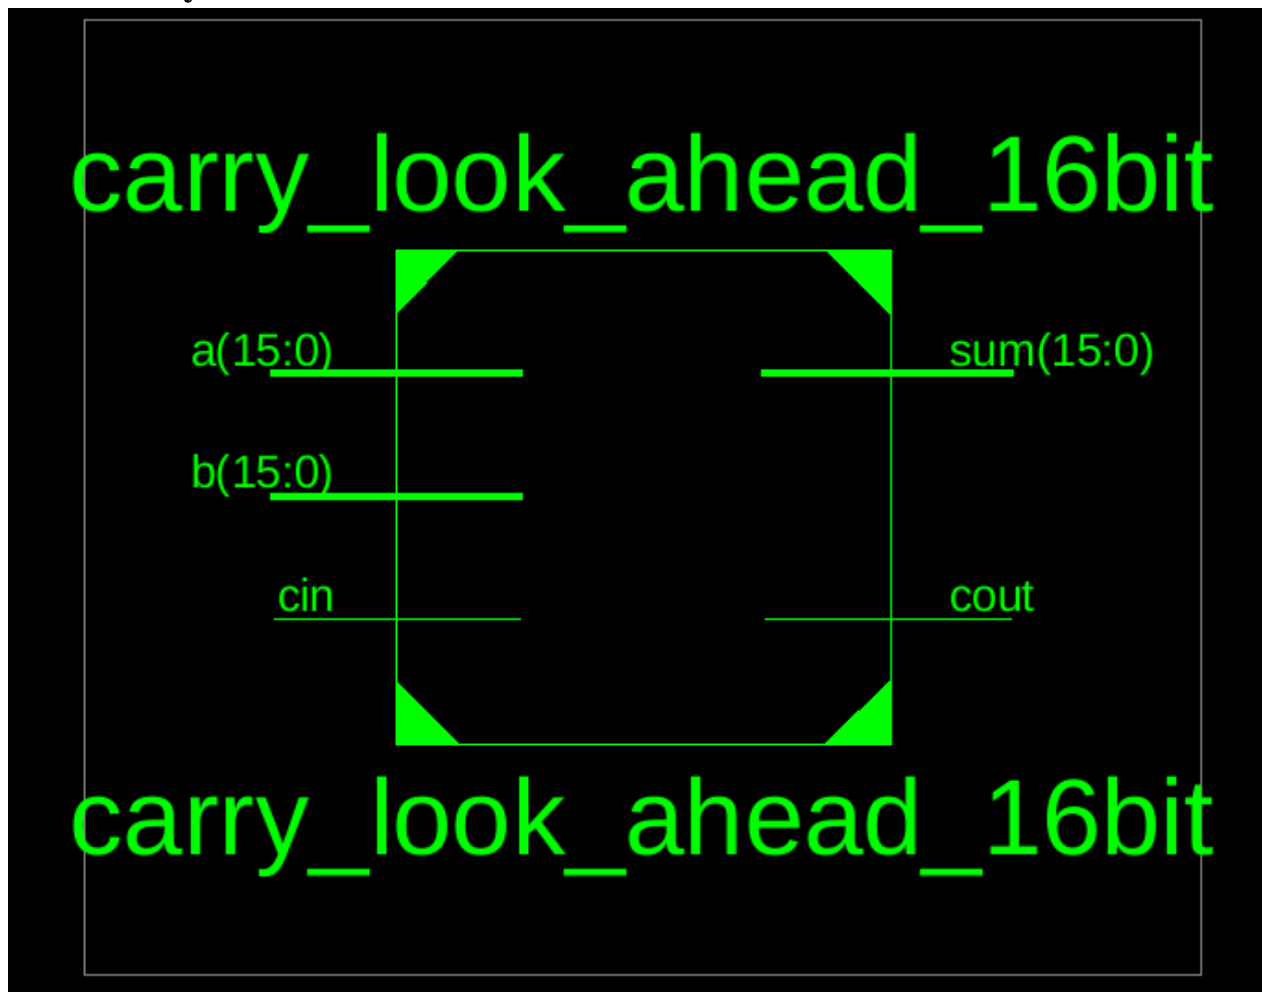 carry_look_ahead_16bit
a(15:0) sum(15:0)
b(15:0)
cin cout
carry_look_ahead_16bit